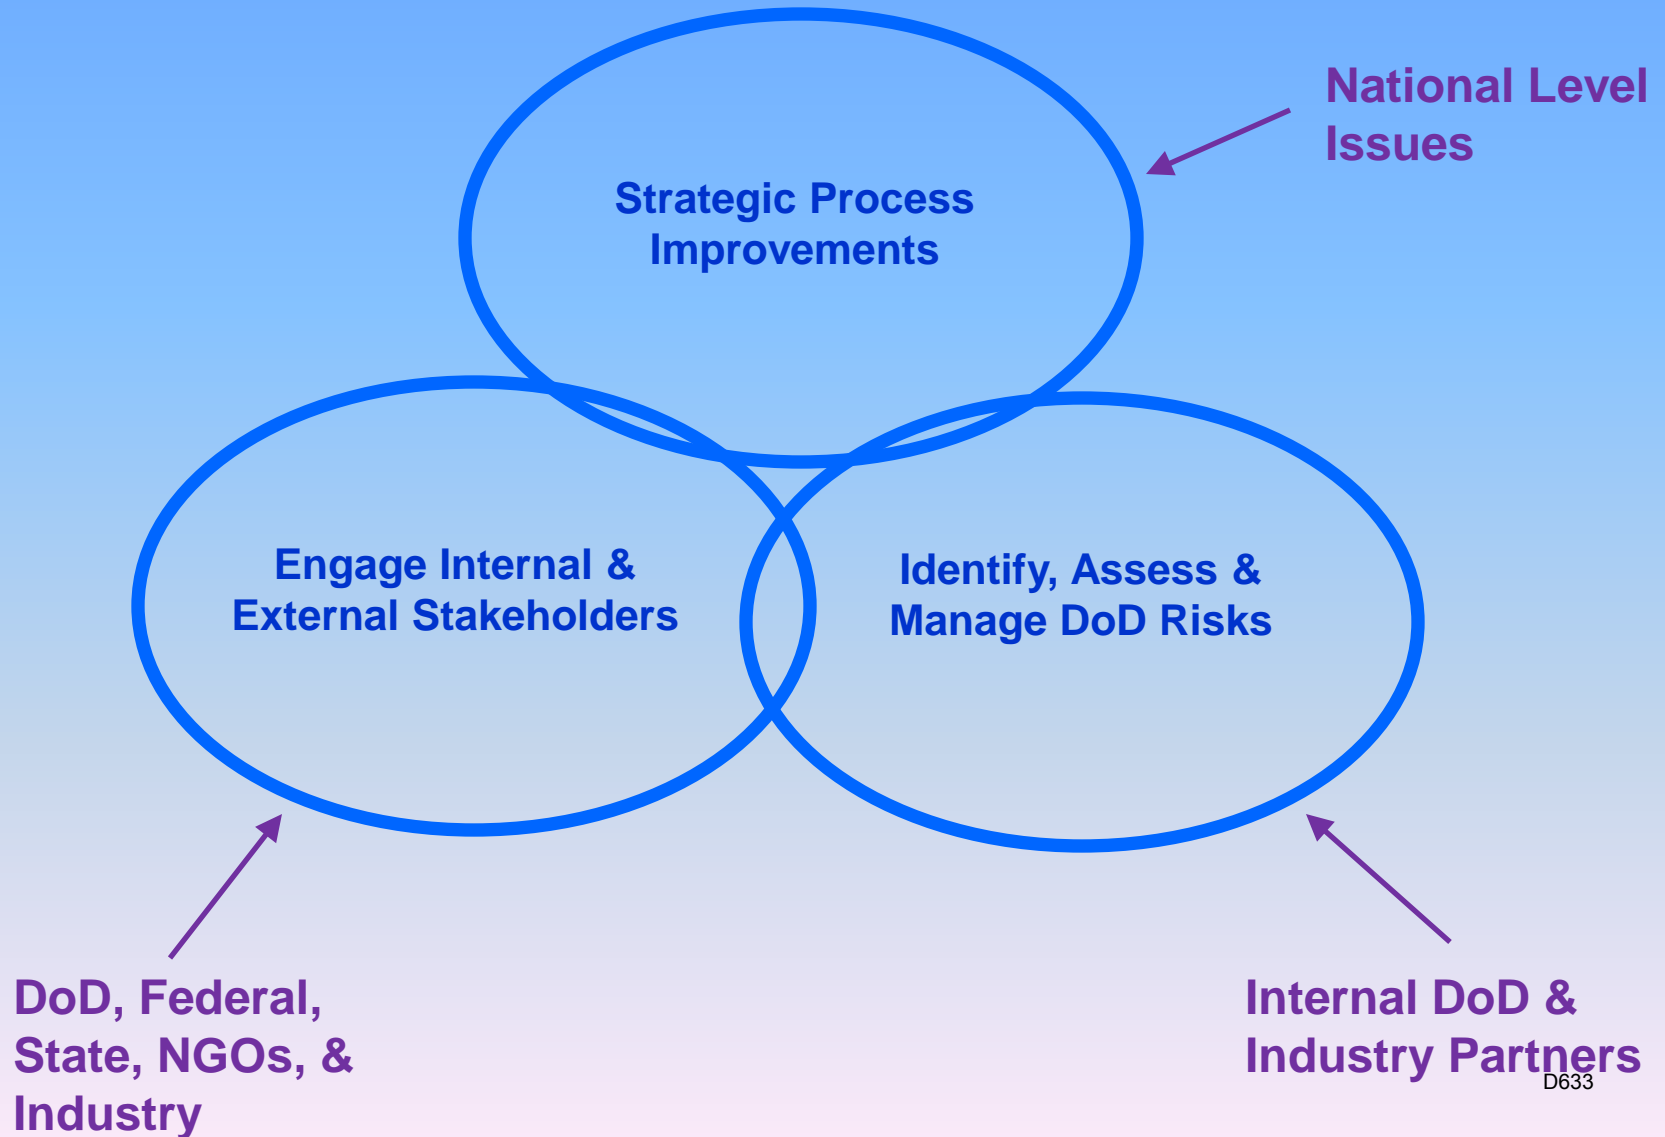 National Level
Issues
Strategic Process
Improvements
Engage Internal &
External Stakeholders
Identify, Assess &
Manage DoD Risks
DoD, Federal,
State, NGOs, &
Industry
Internal DoD &
Industry Partners
D633